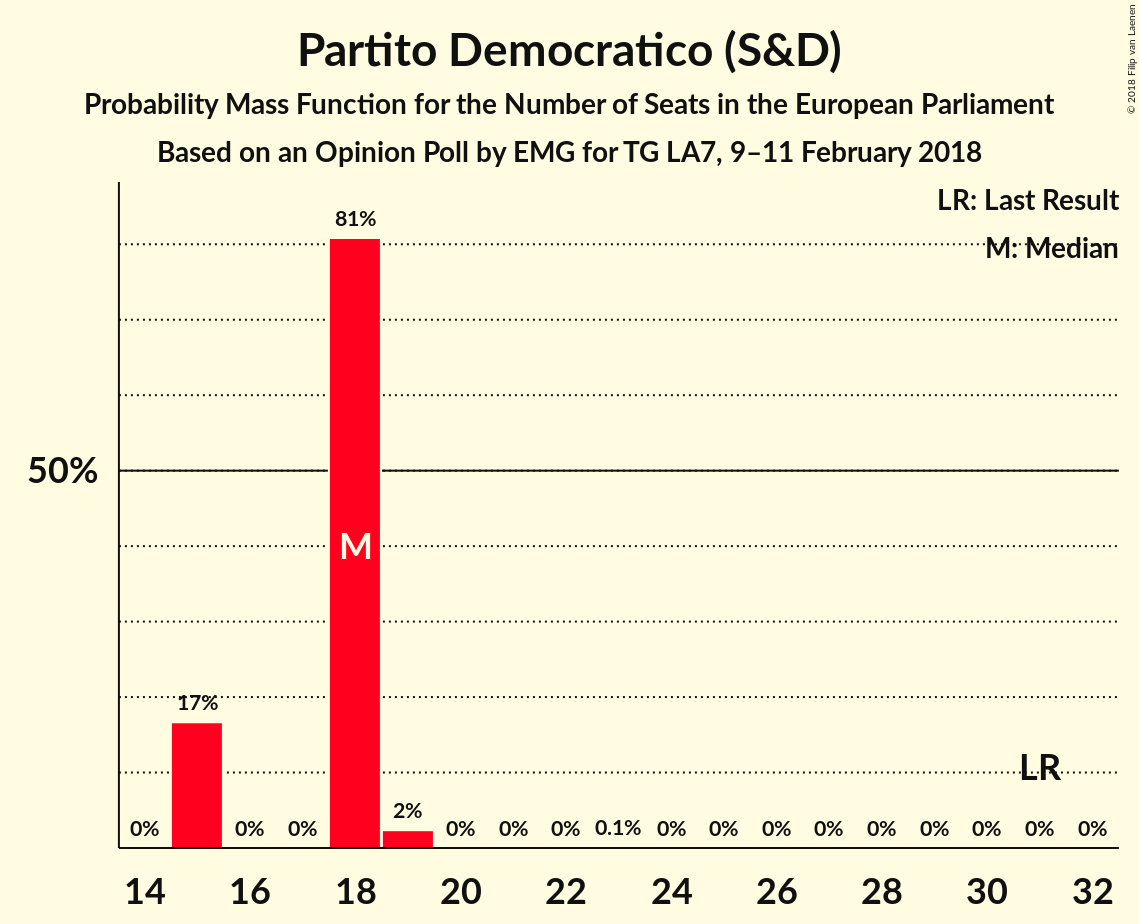 Partito Democratico (S&D)
Probability Mass Function for the Number of Seats in the European Parliament
Based on an Opinion Poll by EMG for TG LA7, 9–11 February 2018
© 2018 Filip van Laenen
LR: Last Result
M: Median
81%
50%
M
17%
LR
0% 0% 0% 2% 0% 0% 0% 0.1% 0% 0% 0% 0% 0% 0% 0% 0% 0%
14 16 18 20 22 24 26 28 30 32